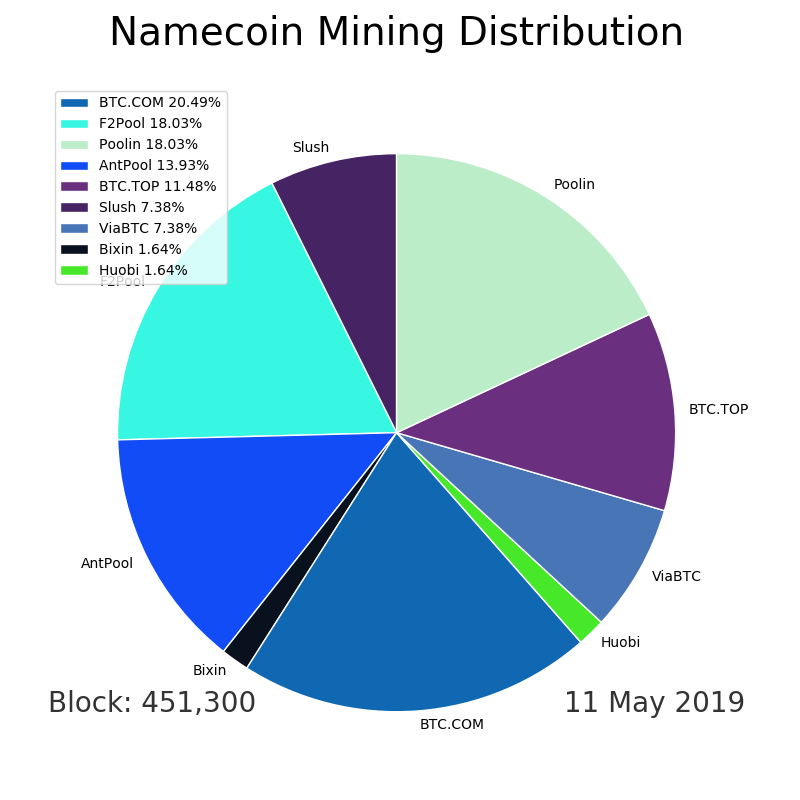 Namecoin Mining Distribution
BTC.COM 20.49%
F2Pool 18.03%
Poolin 18.03%
AntPool 13.93%
BTC.TOP 11.48%
Slush 7.38%
ViaBTC 7.38%
Bixin 1.64%
Huobi 1.64%
Slush
Poolin
F2Pool
BTC.TOP
AntPool
ViaBTC
Huobi
Bixin
BTC.COM
Block: 451,300
11 May 2019